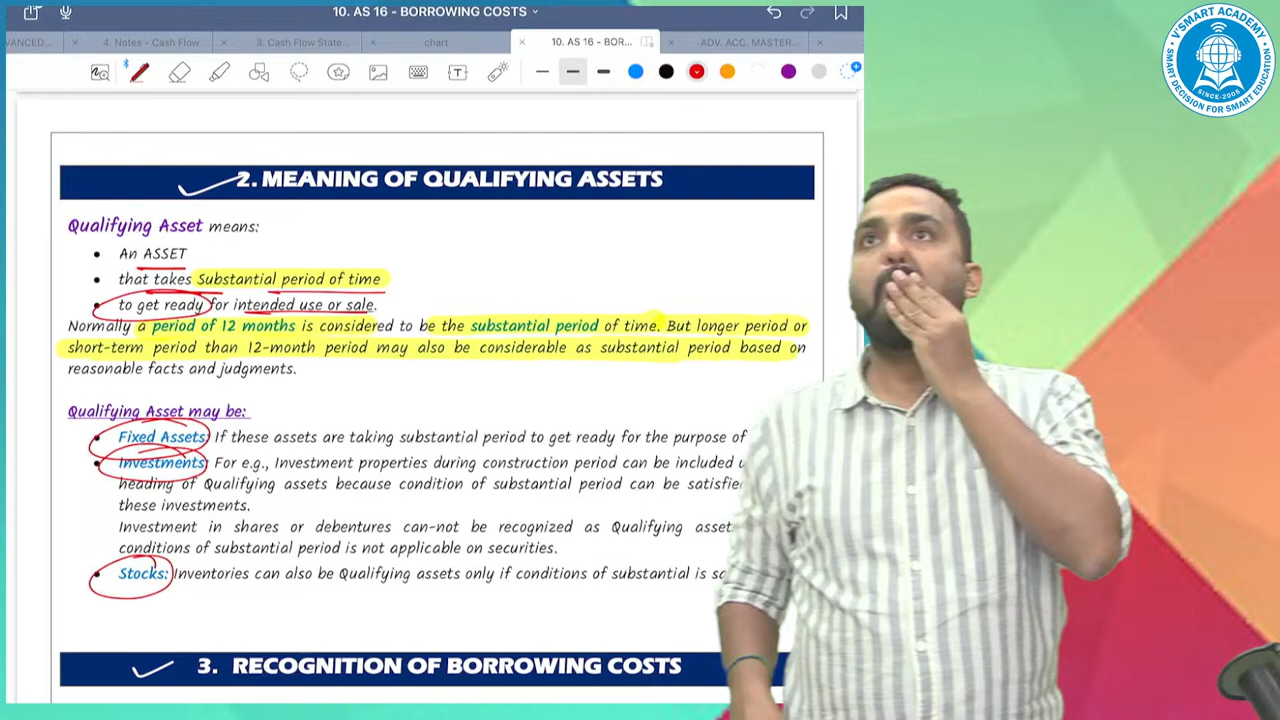 10. AS 16 - BORROWING COSTS
VANCED...
4. Notes - Cash Flow
3. Cash Flow State...
chart
10. AS 16 - BOR...
ADV. ACC. MASTER...
V'SMART ACADEMY
SMART DECISION FOR SMART EDUCATION
SINCE-2005
2. MEANING OF QUALIFYING ASSETS
Qualifying Asset means:
• An ASSET
• that takes Substantial period of time
• to get ready for intended use or sale.
Normally a period of 12 months is considered to be the substantial period of time. But longer period or
short-term period than 12-month period may also be considerable as substantial period based on
reasonable facts and judgments.
Qualifying Asset may be:
• Fixed Assets: If these assets are taking substantial period to get ready for the purpose of
• Investments: For e.g., Investment properties during construction period can be included
heading of Qualifying assets because condition of substantial period can be satisfied
these investments.
Investment in shares or debentures can-not be recognized as Qualifying asset
conditions of substantial period is not applicable on securities.
• Stocks: Inventories can also be Qualifying assets only if conditions of substantial is
3. RECOGNITION OF BORROWING COSTS